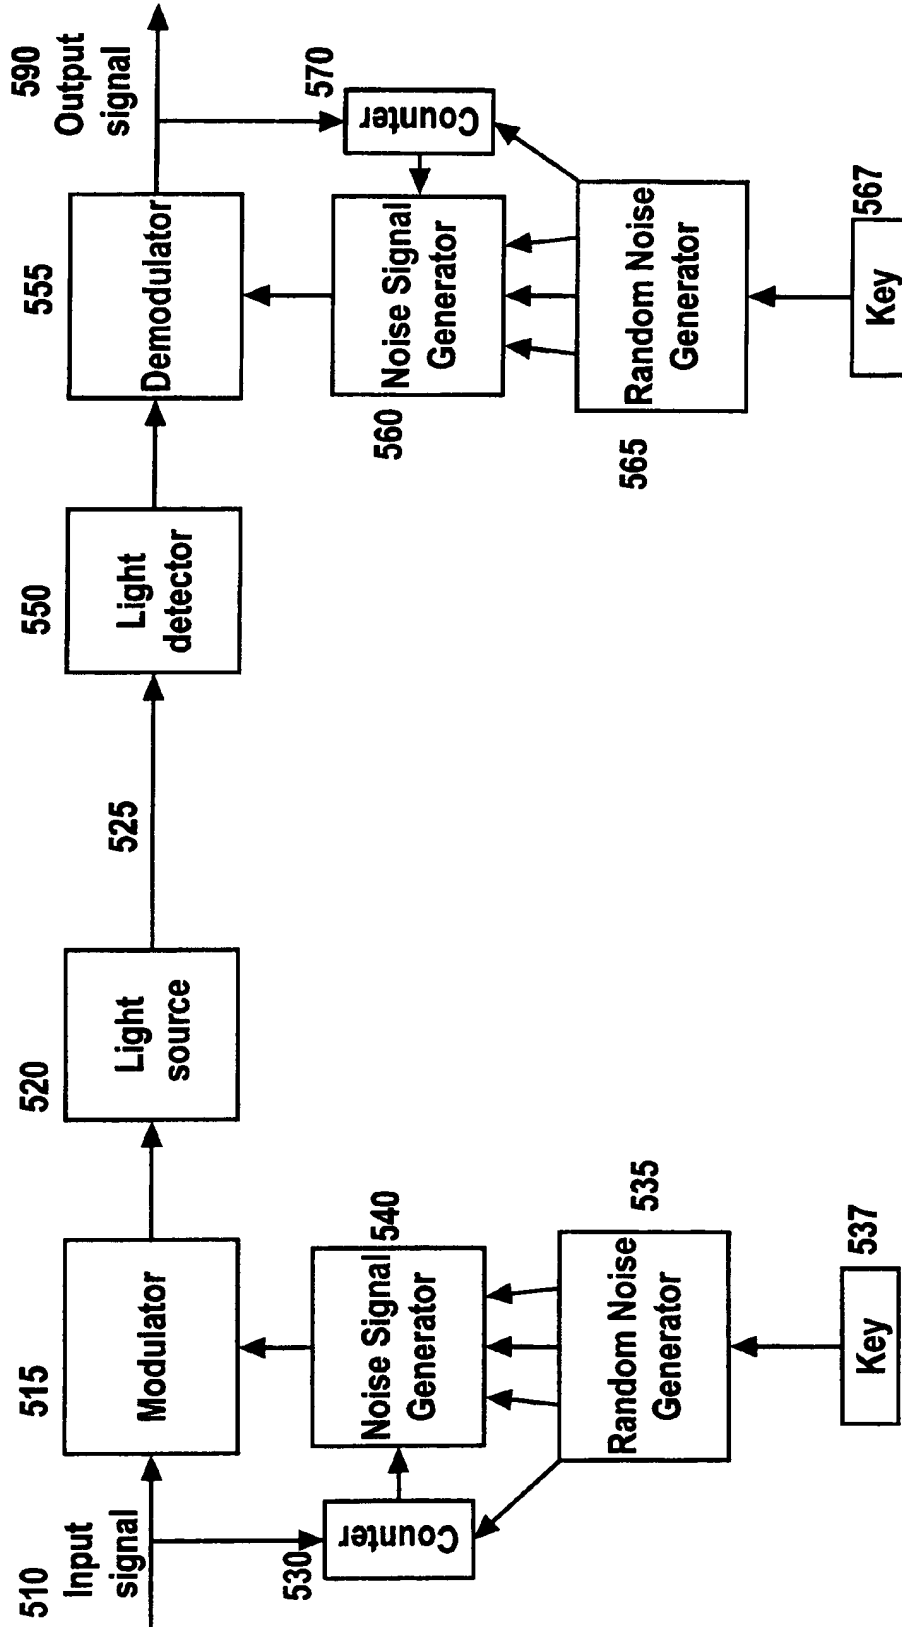 510
Input
signal
515
Modulator
520
Light
source
525
550
Light
detector
555
Demodulator
590
Output
signal
530
Counter
540
Noise Signal
Generator
535
Random Noise
Generator
537
Key
560
Noise Signal
Generator
570
Counter
565
Random Noise
Generator
567
Key